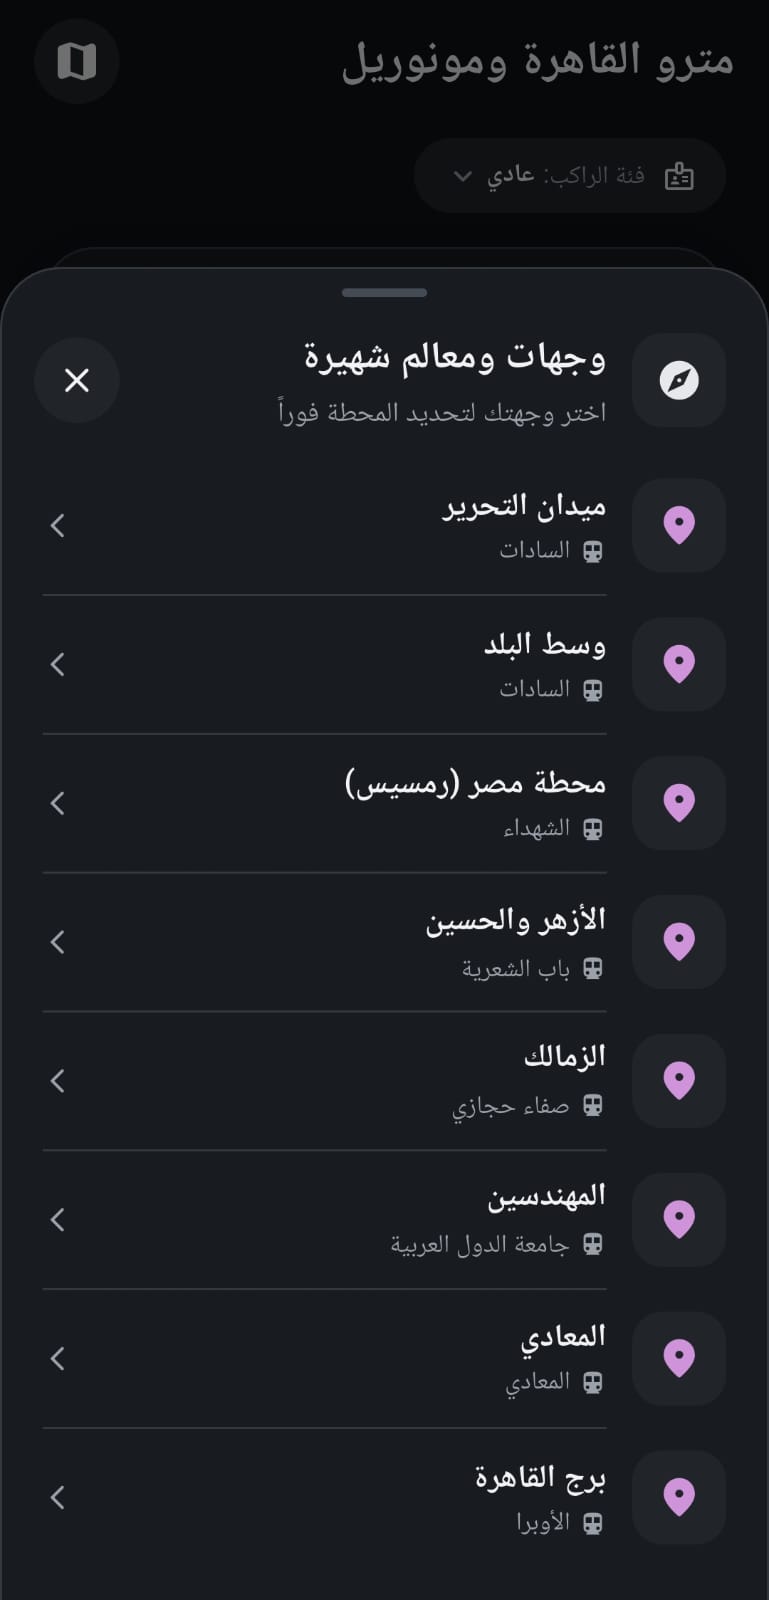 مترو القاهرة ومونوريل
فئة الراكب: عادي
وجهات ومعالم شهيرة
اختر وجهتك لتحديد المحطة فوراً
ميدان التحرير
السادات
وسط البلد
السادات
محطة مصر (رمسيس)
الشهداء
الأزهر والحسين
باب الشعرية
الزمالك
صفاء حجازي
المهندسين
جامعة الدول العربية
المعادي
المعادي
برج القاهرة
الأوبرا